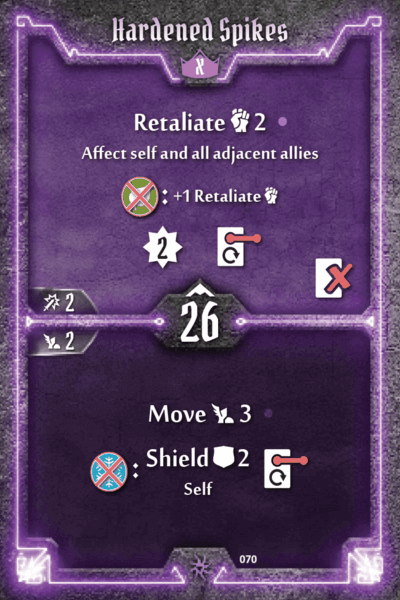 Hardened Spikes
X
Retaliate 2
Affect self and all adjacent allies
: +1 Retaliate
2
2
26
2
Move 3
: Shield 2
Self
070